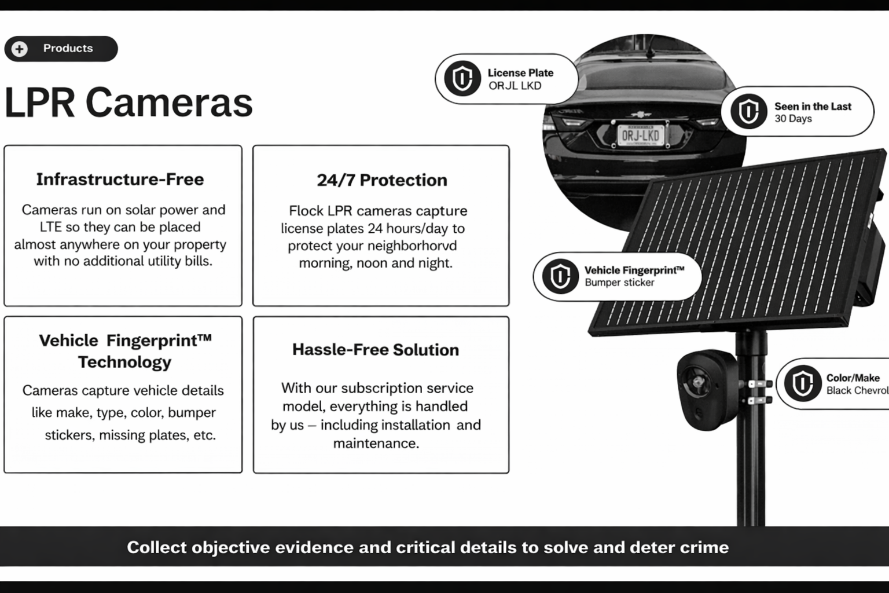 Products
LPR Cameras
Infrastructure-Free
Cameras run on solar power and
LTE so they can be placed
almost anywhere on your property
with no additional utility bills.
24/7 Protection
Flock LPR cameras capture
license plates 24 hours/day to
protect your neighborhorvd
morning, noon and night.
Vehicle Fingerprint™
Technology
Cameras capture vehicle details
like make, type, color, bumper
stickers, missing plates, etc.
Hassle-Free Solution
With our subscription service
model, everything is handled
by us – including installation and
maintenance.
License Plate
ORJL LKD
Seen in the Last
30 Days
ORJ-LKD
Vehicle Fingerprint™
Bumper sticker
Color/Make
Black Chevrol
Collect objective evidence and critical details to solve and deter crime